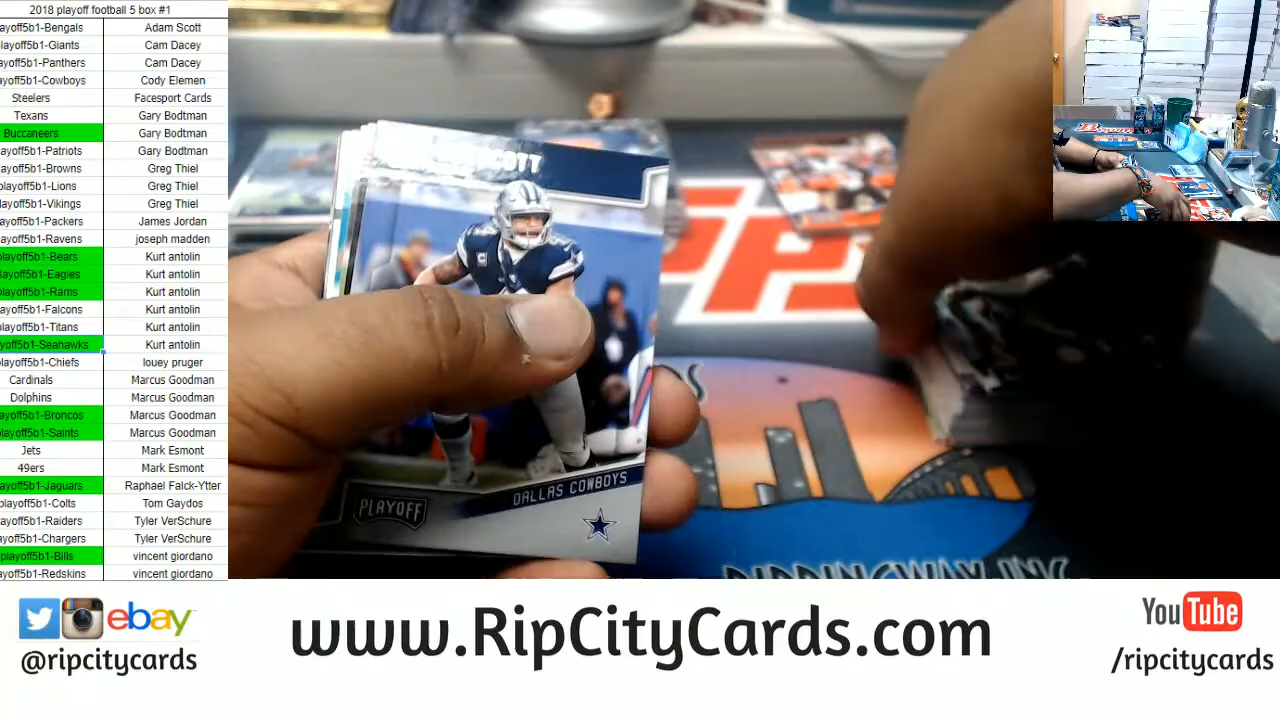 2018 playoff football 5 box #1
ayoff5b1-Bengals Adam Scott
playoff5b1-Giants Cam Dacey
ayoff5b1-Panthers Cam Dacey
ayoff5b1-Cowboys Cody Elemen
Steelers Facesport Cards
Texans Gary Bodtman
Buccaneers Gary Bodtman
ayoff5b1-Patriots Gary Bodtman
ayoff5b1-Browns Greg Thiel
playoff5b1-Lions Greg Thiel
ayoff5b1-Vikings Greg Thiel
ayoff5b1-Packers James Jordan
ayoff5b1-Ravens joseph madden
ayoff5b1-Bears Kurt antolin
ayoff5b1-Eagles Kurt antolin
layoff5b1-Rams Kurt antolin
ayoff5b1-Falcons Kurt antolin
layoff5b1-Titans Kurt antolin
yoff5b1-Seahawks Kurt antolin
playoff5b1-Chiefs louey pruger
Cardinals Marcus Goodman
Dolphins Marcus Goodman
ayoff5b1-Broncos Marcus Goodman
ayoff5b1-Saints Marcus Goodman
Jets Mark Esmont
49ers Mark Esmont
ayoff5b1-Jaguars Raphael Falck-Ytter
playoff5b1-Colts Tom Gaydos
ayoff5b1-Raiders Tyler VerSchure
ayoff5b1-Chargers Tyler VerSchure
playoff5b1-Bills vincent giordano
ayoff5b1-Redskins vincent giordano
SCOTT
DALLAS COWBOYS
PLAYOFF
ebay
@ripcitycards
www.RipCityCards.com
YouTube
/ripcitycards